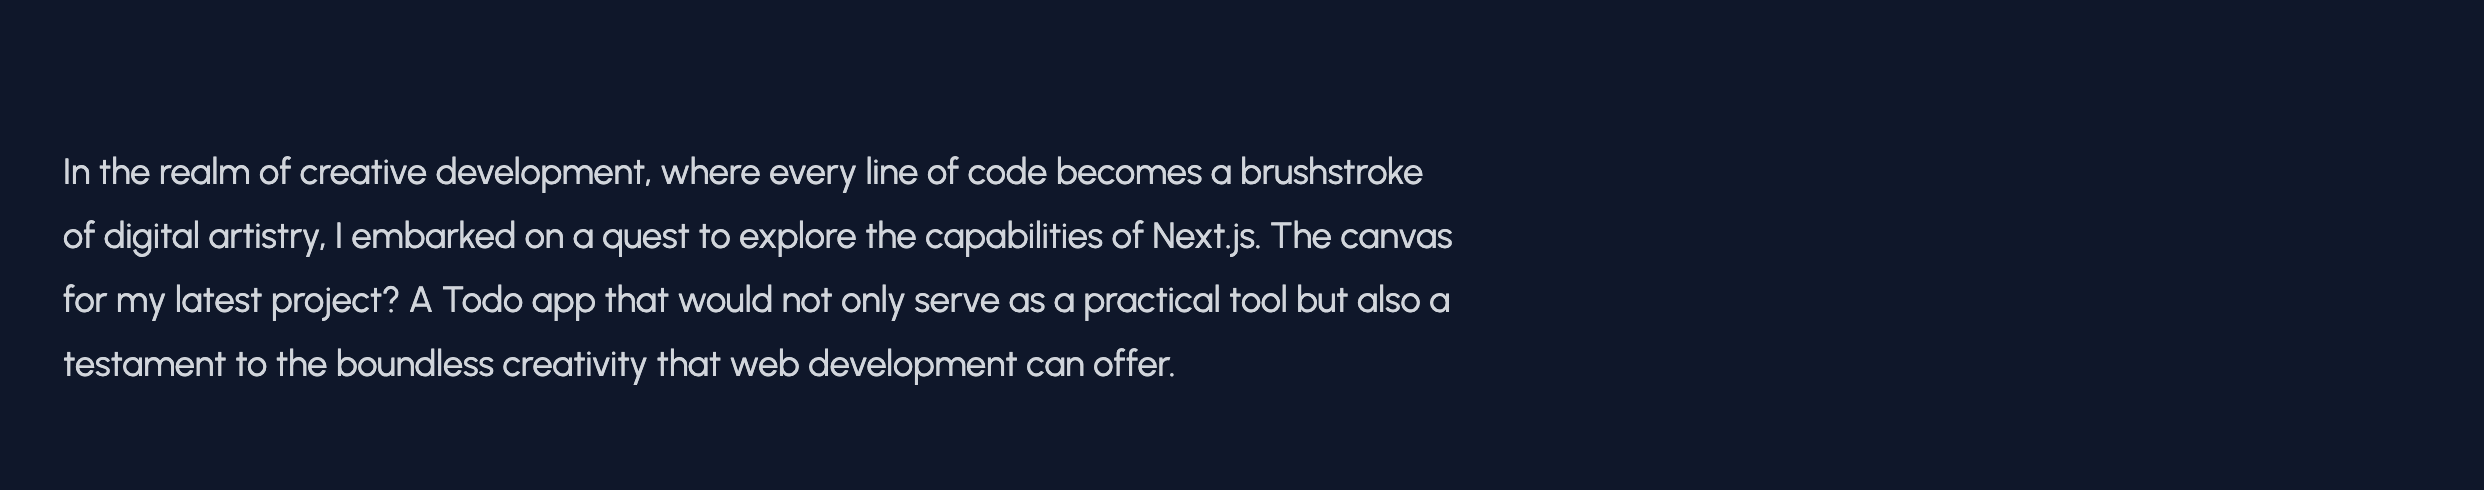 In the realm of creative development, where every line of code becomes a brushstroke
of digital artistry, I embarked on a quest to explore the capabilities of Next.js. The canvas
for my latest project? A Todo app that would not only serve as a practical tool but also a
testament to the boundless creativity that web development can offer.